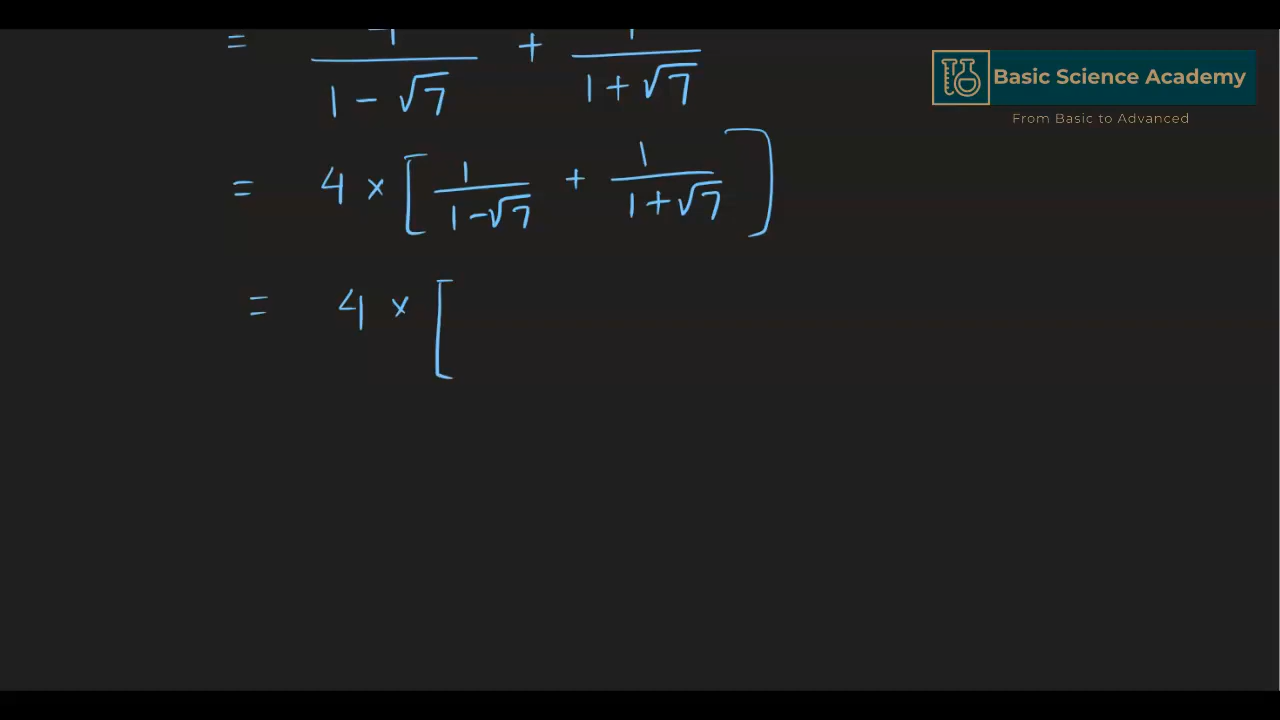 = 4/(1 - √7) + 4/(1 + √7)
= 4 × [ 1/(1-√7) + 1/(1+√7) ]
= 4 × [
Basic Science Academy
From Basic to Advanced